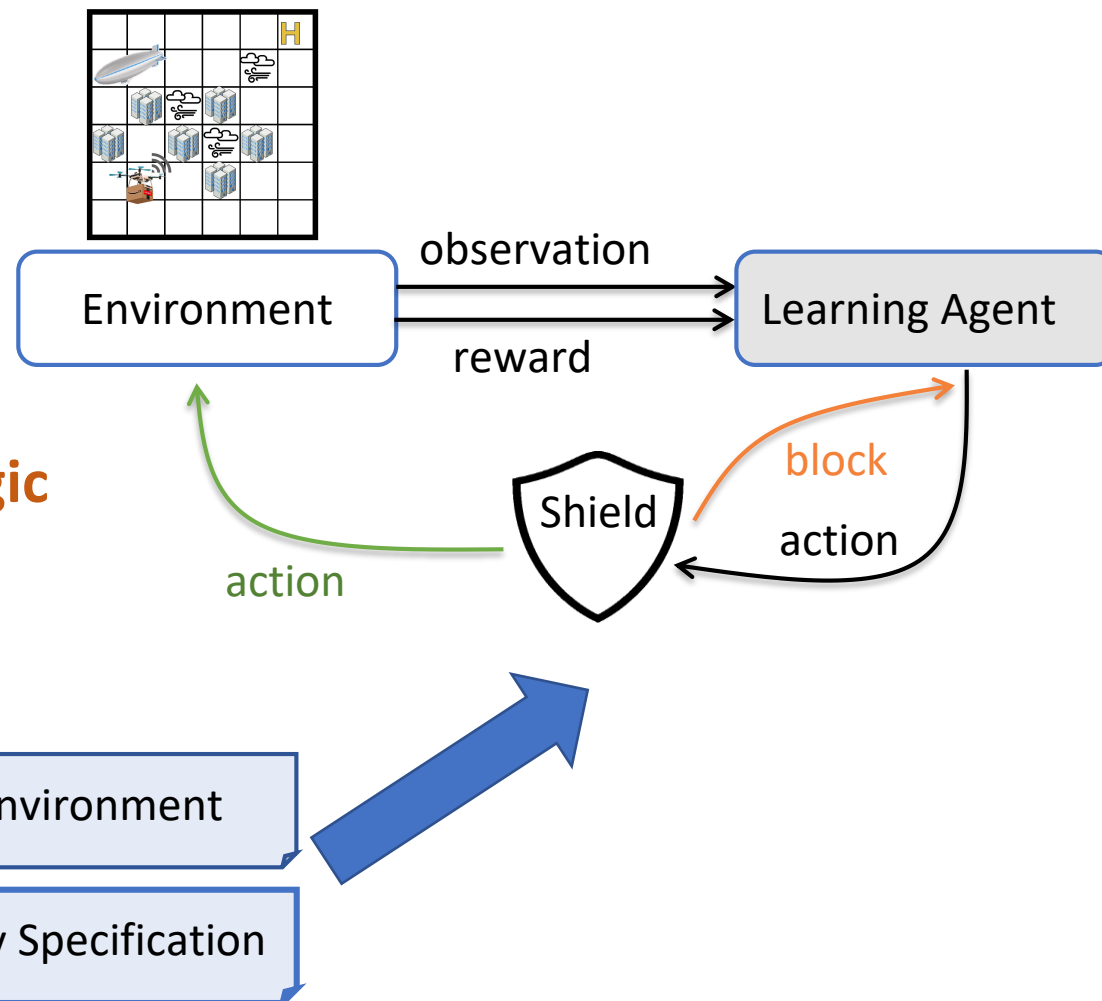 H
observation
Environment
Learning Agent
reward
block
gic
Shield
action
action
nvironment
y Specification